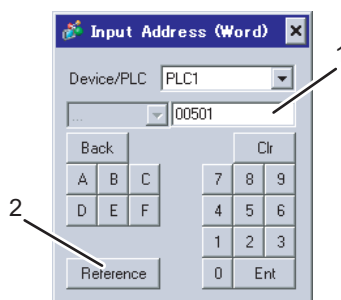 Input Address (Word)
1
Device/PLC PLC1
... 00501
Back Clr
A B C 7 8 9
D E F 4 5 6
2
1 2 3
Reference 0 Ent